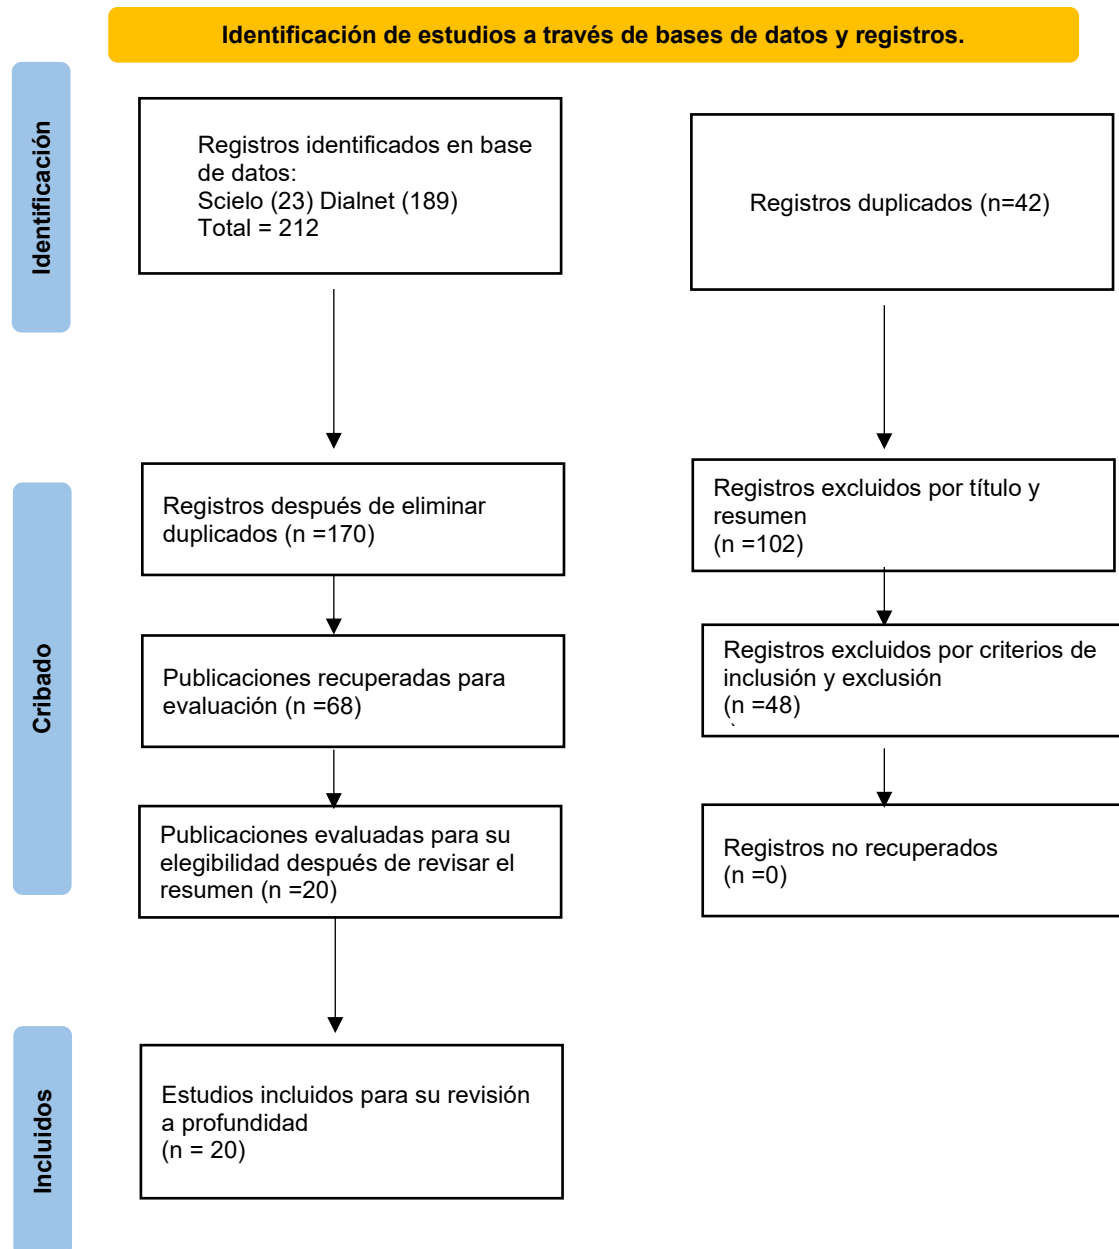 Identificación de estudios a través de bases de datos y registros.
Identificación
Registros identificados en base
de datos:
Scielo (23) Dialnet (189)
Total = 212
Registros duplicados (n=42)
Cribado
Registros después de eliminar
duplicados (n =170)
Registros excluidos por título y
resumen
(n =102)
Publicaciones recuperadas para
evaluación (n =68)
Registros excluidos por criterios de
inclusión y exclusión
(n =48)
Publicaciones evaluadas para su
elegibilidad después de revisar el
resumen (n =20)
Registros no recuperados
(n =0)
Incluidos
Estudios incluidos para su revisión
a profundidad
(n = 20)